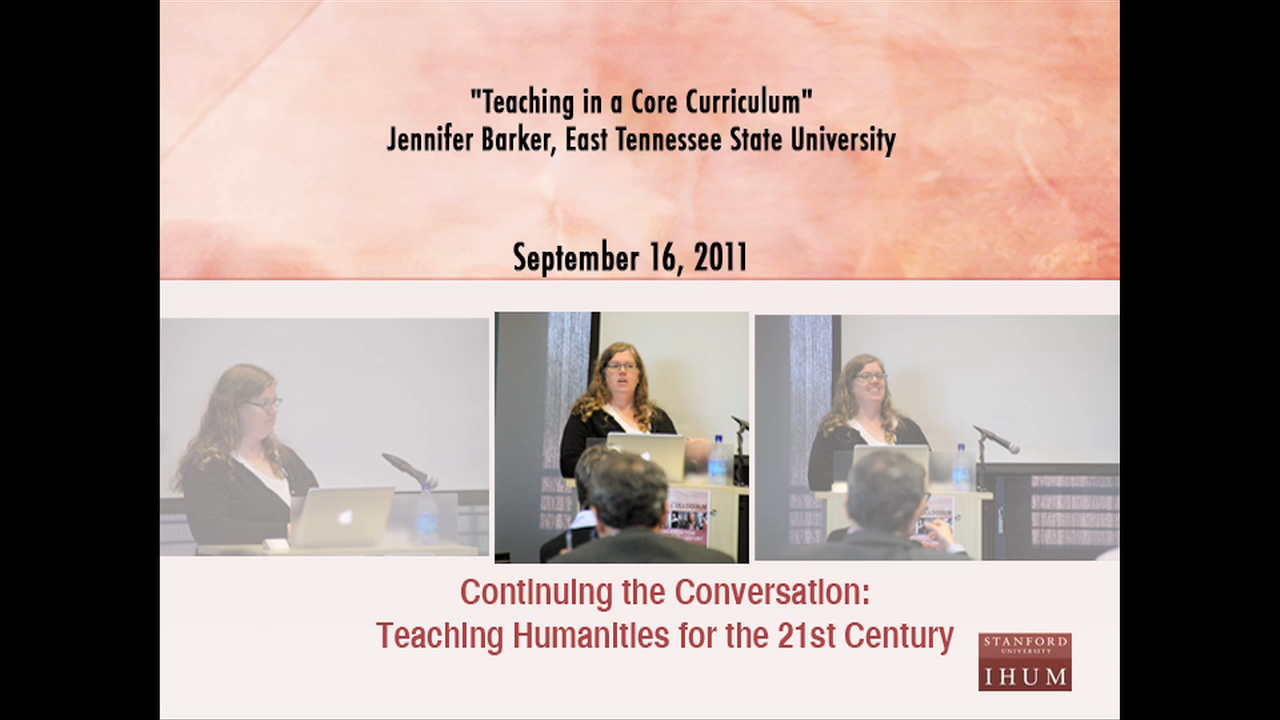 "Teaching in a Core Curriculum"
Jennifer Barker, East Tennessee State University
September 16, 2011
COLLOQUIUM
Continuing the Conversation:
Teaching Humanities for the 21st Century
STANFORD
UNIVERSITY
IHUM